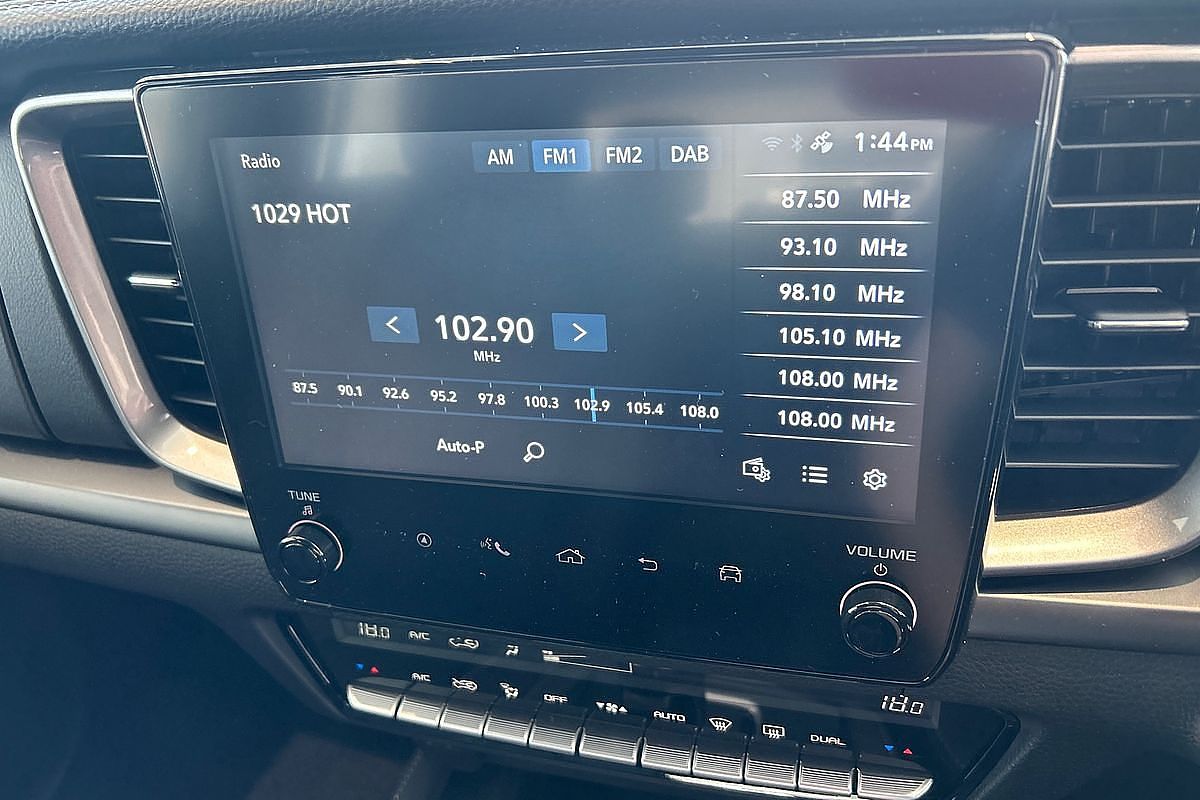 Radio
AM FM1 FM2 DAB
1:44PM
1029 HOT
87.50 MHz
93.10 MHz
98.10 MHz
105.10 MHz
108.00 MHz
108.00 MHz
< 102.90 >
MHz
87.5 90.1 92.6 95.2 97.8 100.3 102.9 105.4 108.0
Auto-P
TUNE
VOLUME
18.0 A/C
18.0
A/C OFF AUTO DUAL